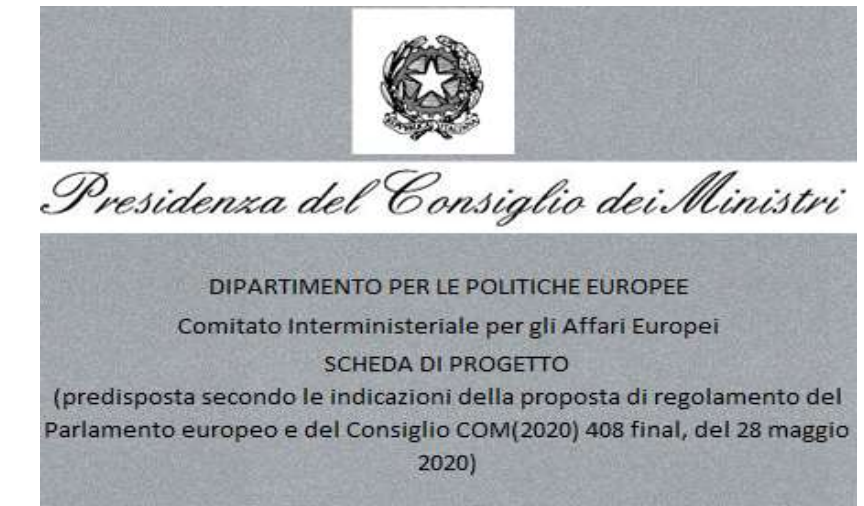 REPVBBLICA ITALIANA
Presidenza del Consiglio dei Ministri
DIPARTIMENTO PER LE POLITICHE EUROPEE
Comitato Interministeriale per gli Affari Europei
SCHEDA DI PROGETTO
(predisposta secondo le indicazioni della proposta di regolamento del
Parlamento europeo e del Consiglio COM(2020) 408 final, del 28 maggio
2020)